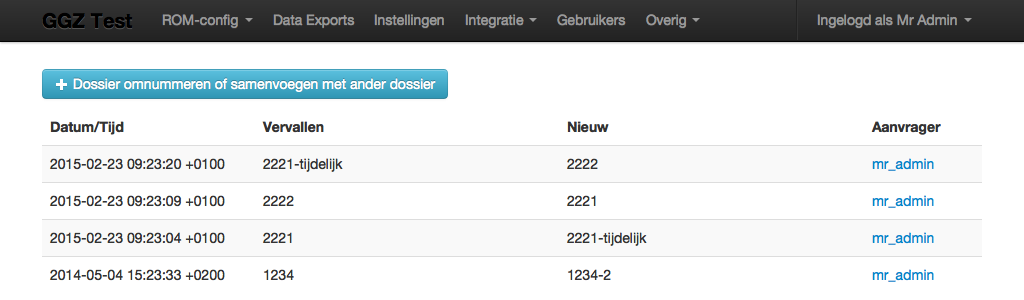 GGZ Test ROM-config Data Exports Instellingen Integratie Gebruikers Overig Ingelogd als Mr Admin
+ Dossier omnummeren of samenvoegen met ander dossier
Datum/Tijd Vervallen Nieuw Aanvrager
2015-02-23 09:23:20 +0100 2221-tijdelijk 2222 mr_admin
2015-02-23 09:23:09 +0100 2222 2221 mr_admin
2015-02-23 09:23:04 +0100 2221 2221-tijdelijk mr_admin
2014-05-04 15:23:33 +0200 1234 1234-2 mr_admin